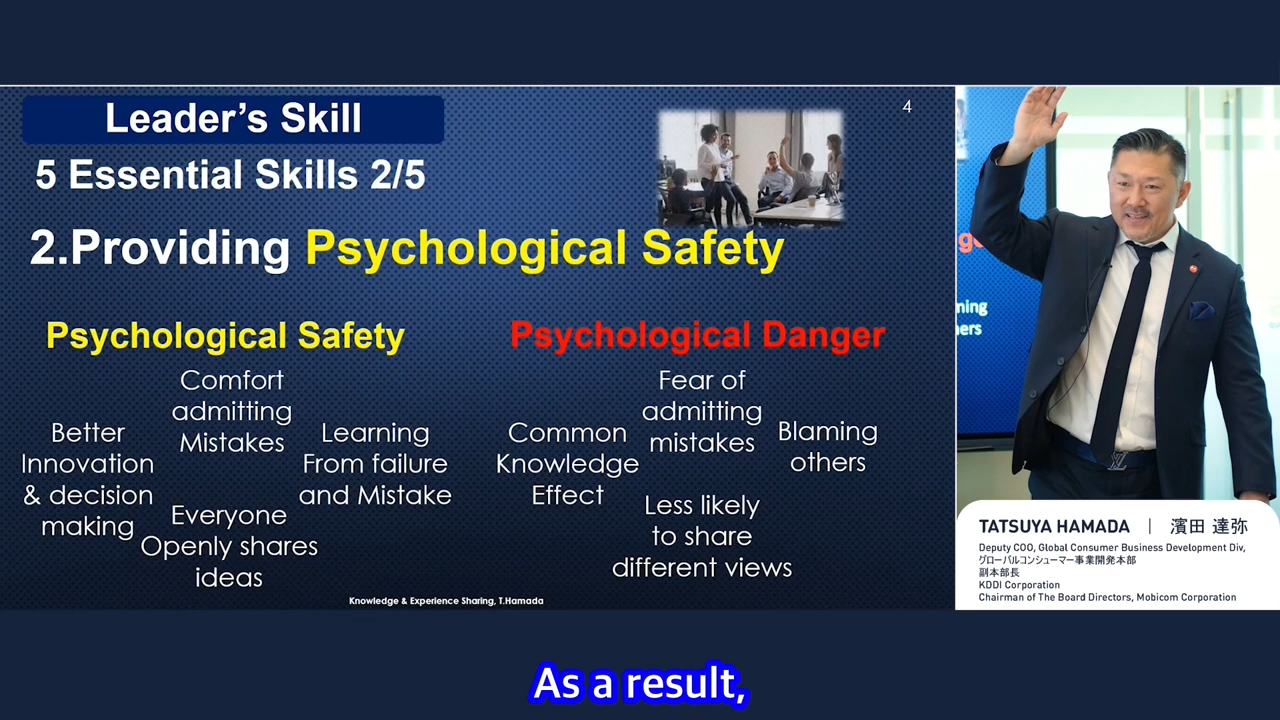 Leader's Skill
5 Essential Skills 2/5
4
2.Providing Psychological Safety
Psychological Safety
Comfort
admitting
Mistakes
Better
Innovation
& decision
making
Learning
From failure
and Mistake
Everyone
Openly shares
ideas
Psychological Danger
Fear of
admitting
mistakes
Common
Knowledge
Effect
Blaming
others
Less likely
to share
different views
Knowledge & Experience Sharing, T.Hamada
TATSUYA HAMADA | 濱田 達弥
Deputy COO, Global Consumer Business Development Div,
グローバルコンシューマー事業開発本部
副本部長
KDDI Corporation
Chairman of The Board Directors, Mobicom Corporation
As a result,